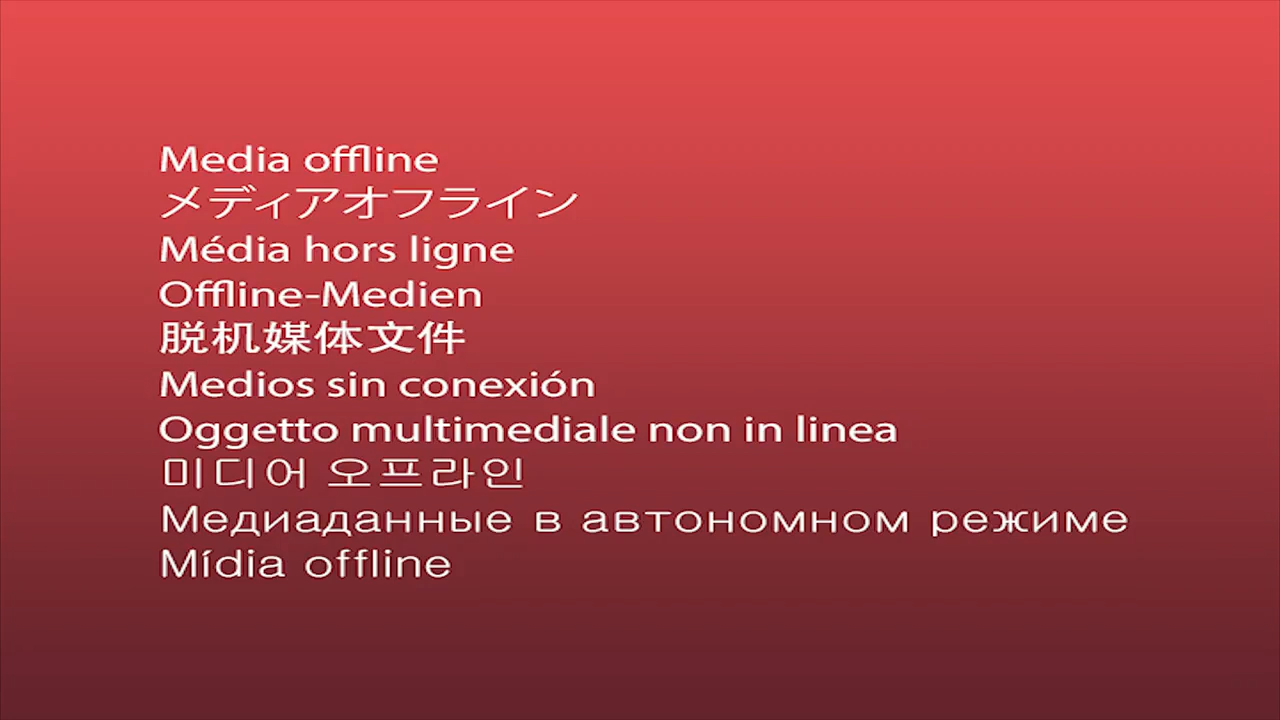 Media offline
メディアオフライン
Média hors ligne
Offline-Medien
脱机媒体文件
Medios sin conexión
Oggetto multimediale non in linea
미디어 오프라인
Медиаданные в автономном режиме
Mídia offline